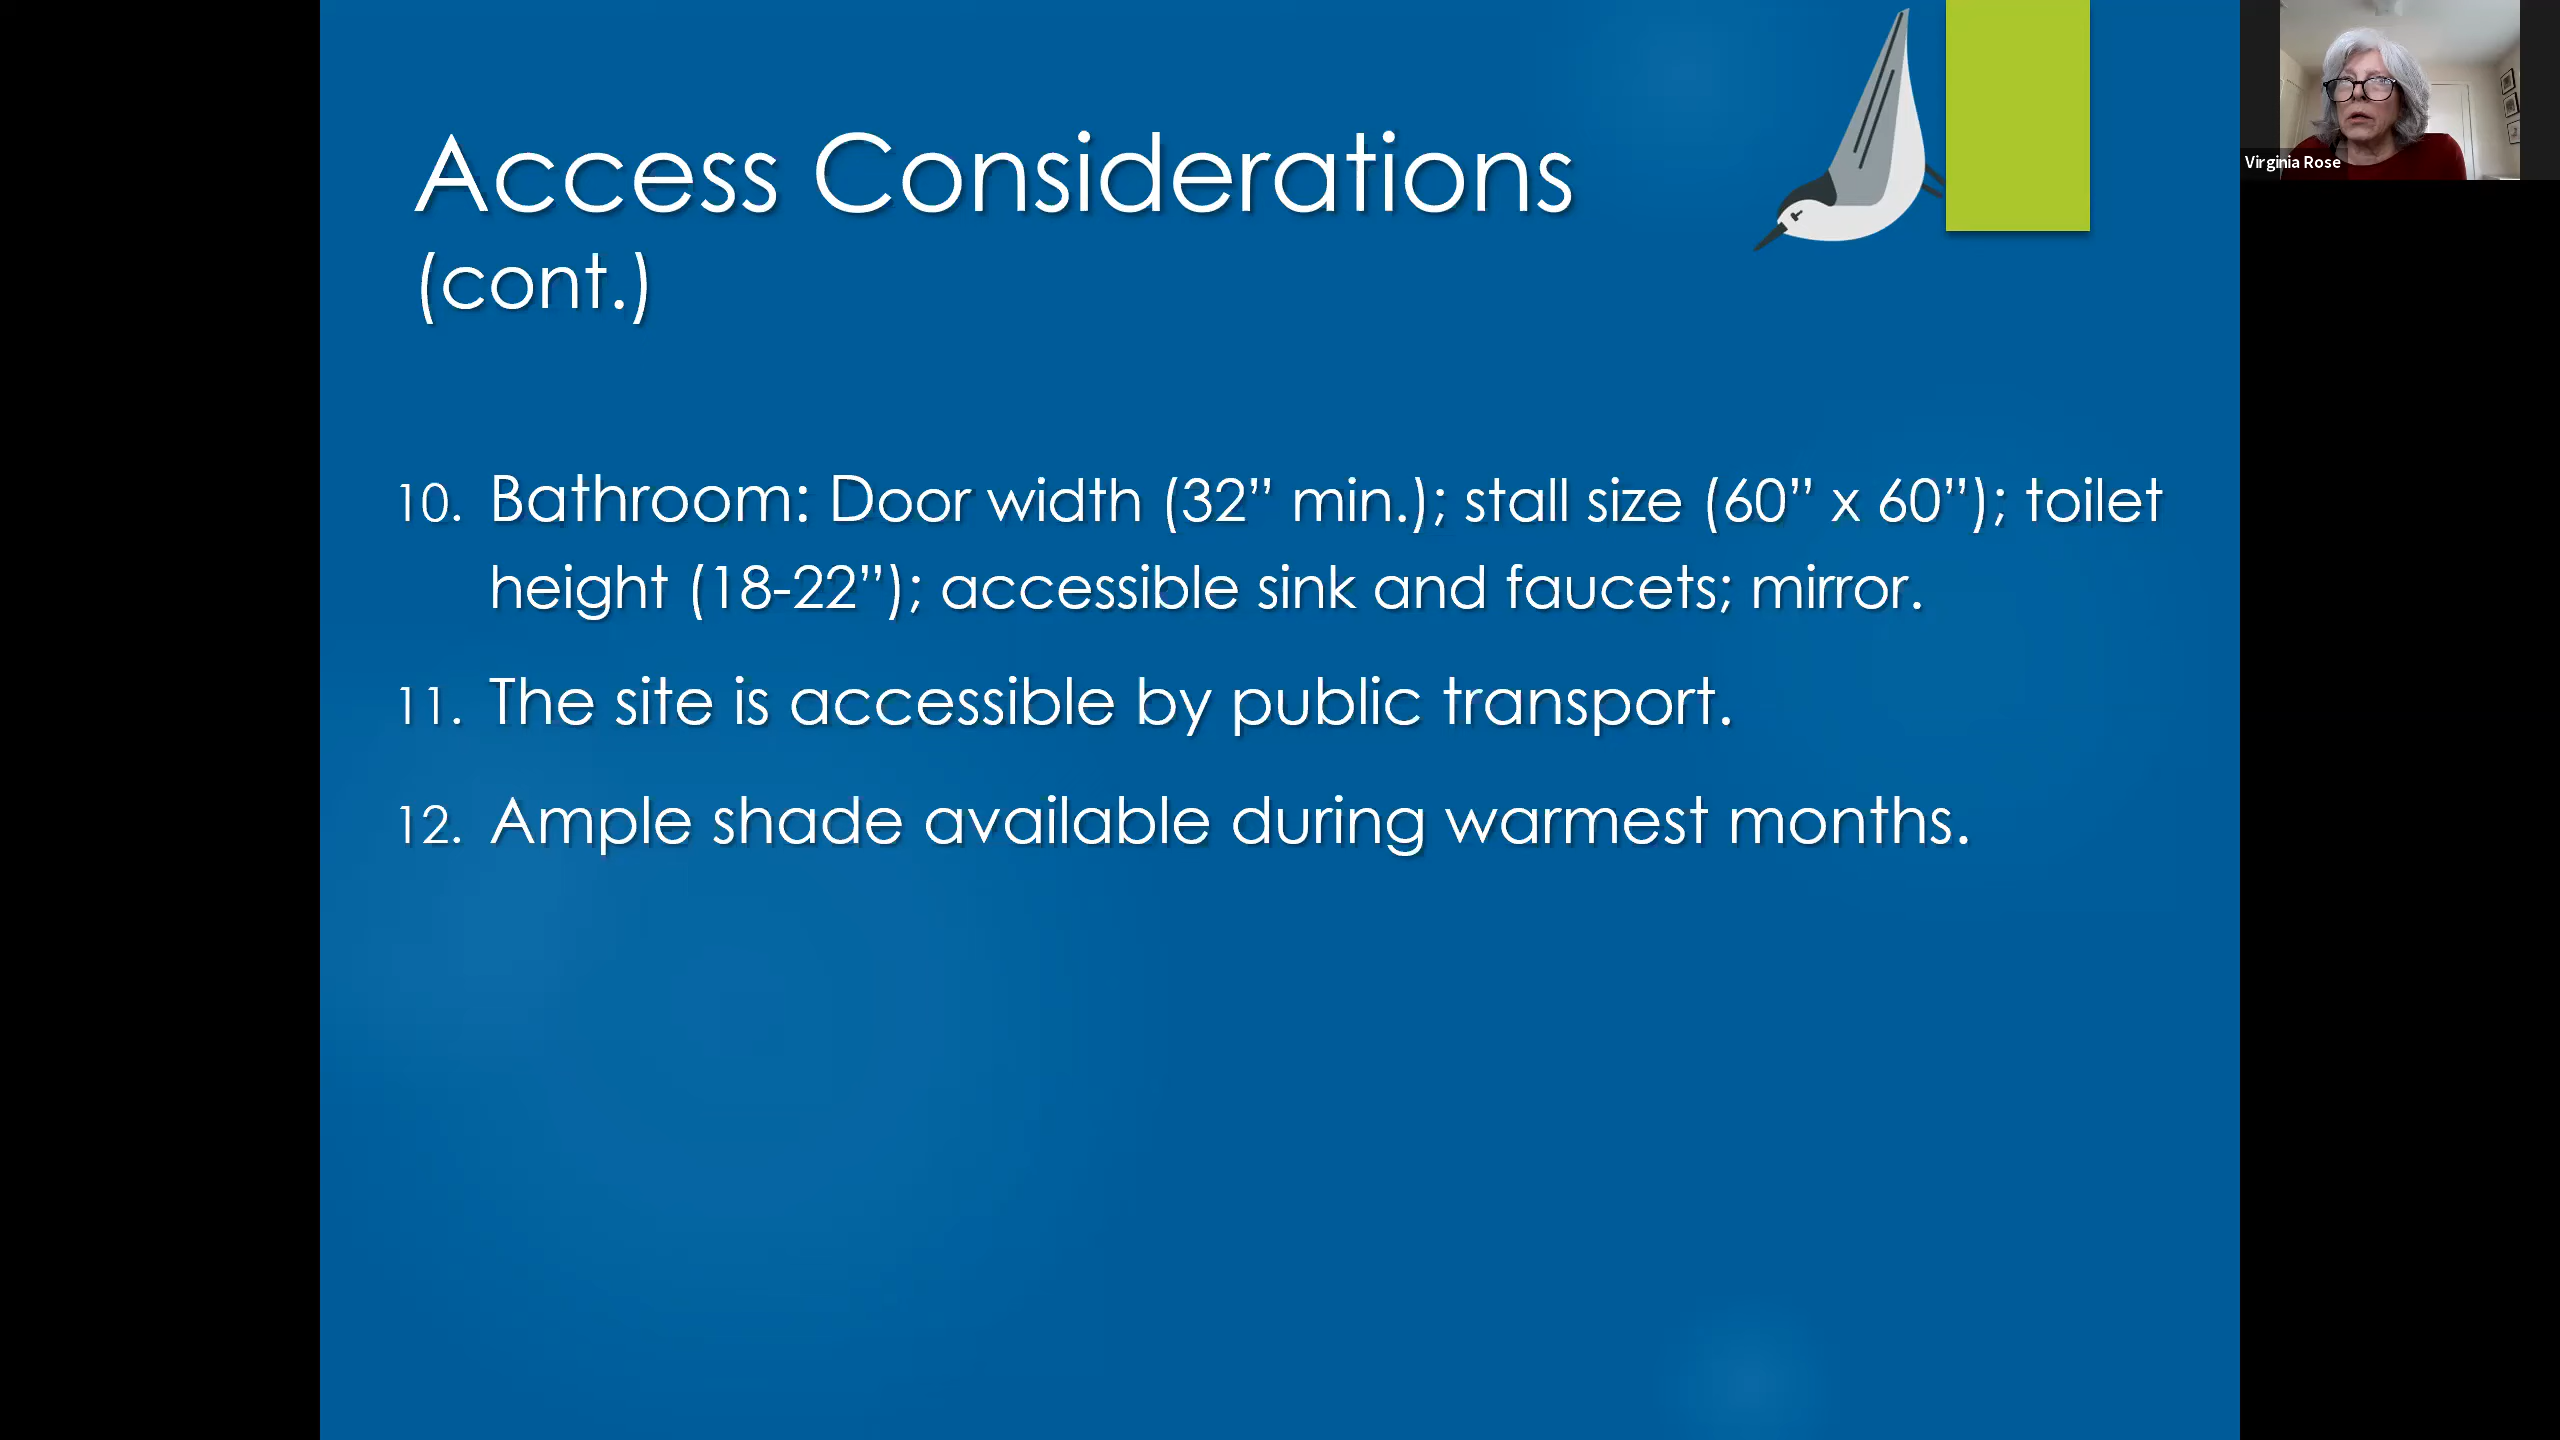 Access Considerations
(cont.)
10. Bathroom: Door width (32” min.); stall size (60” x 60”); toilet
height (18-22”); accessible sink and faucets; mirror.
11. The site is accessible by public transport.
12. Ample shade available during warmest months.
Virginia Rose